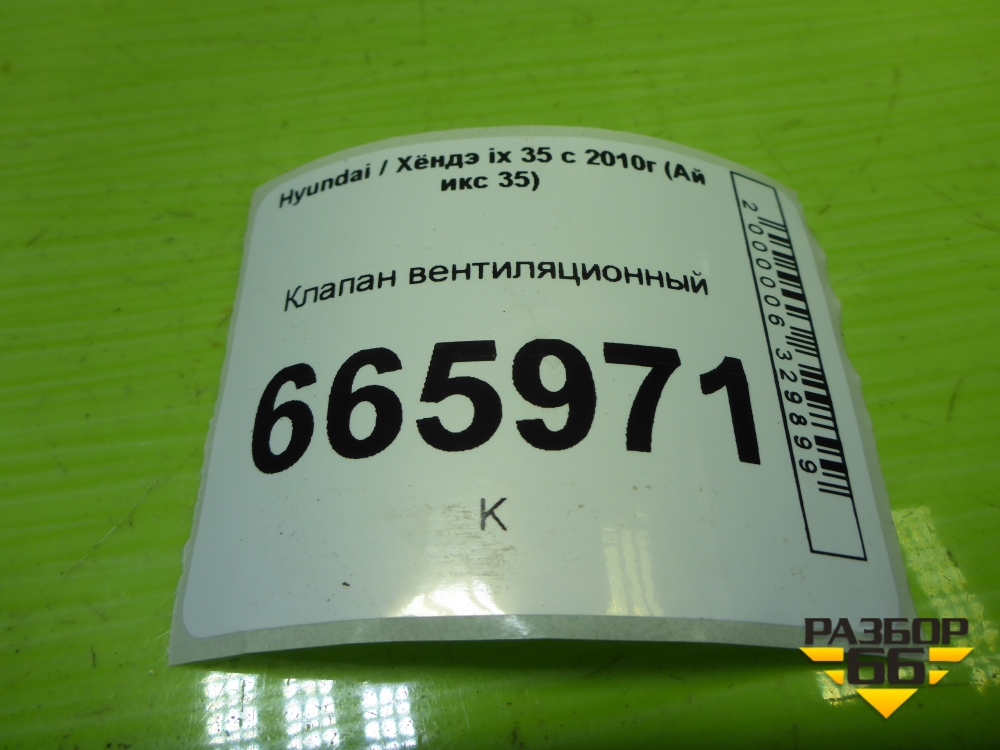 Hyundai / Хёндэ ix 35 с 2010г (Ай
икс 35)
Клапан вентиляционный
665971
К
2000006329899
РАЗБОР
66